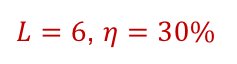 L = 6, η = 30%